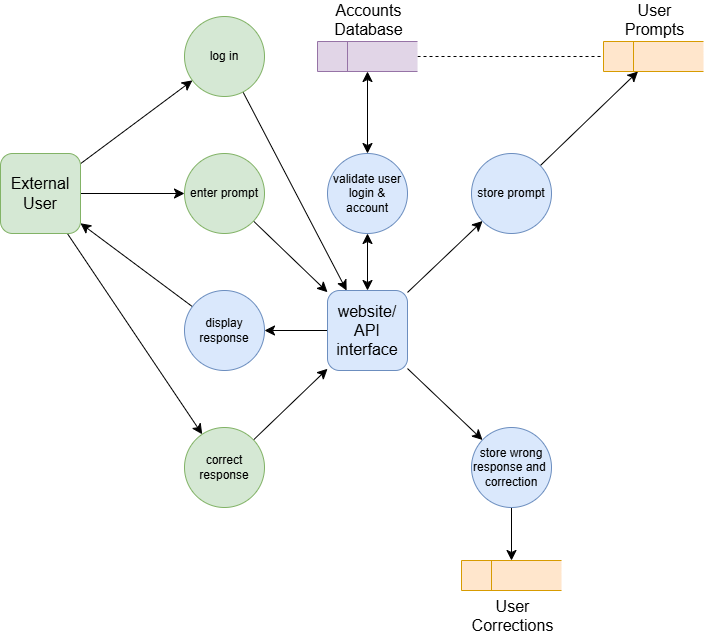 Accounts
Database
User
Prompts
log in
External
User
enter prompt
validate user
login &
account
store prompt
display
response
website/
API
interface
correct
response
store wrong
response and
correction
User
Corrections